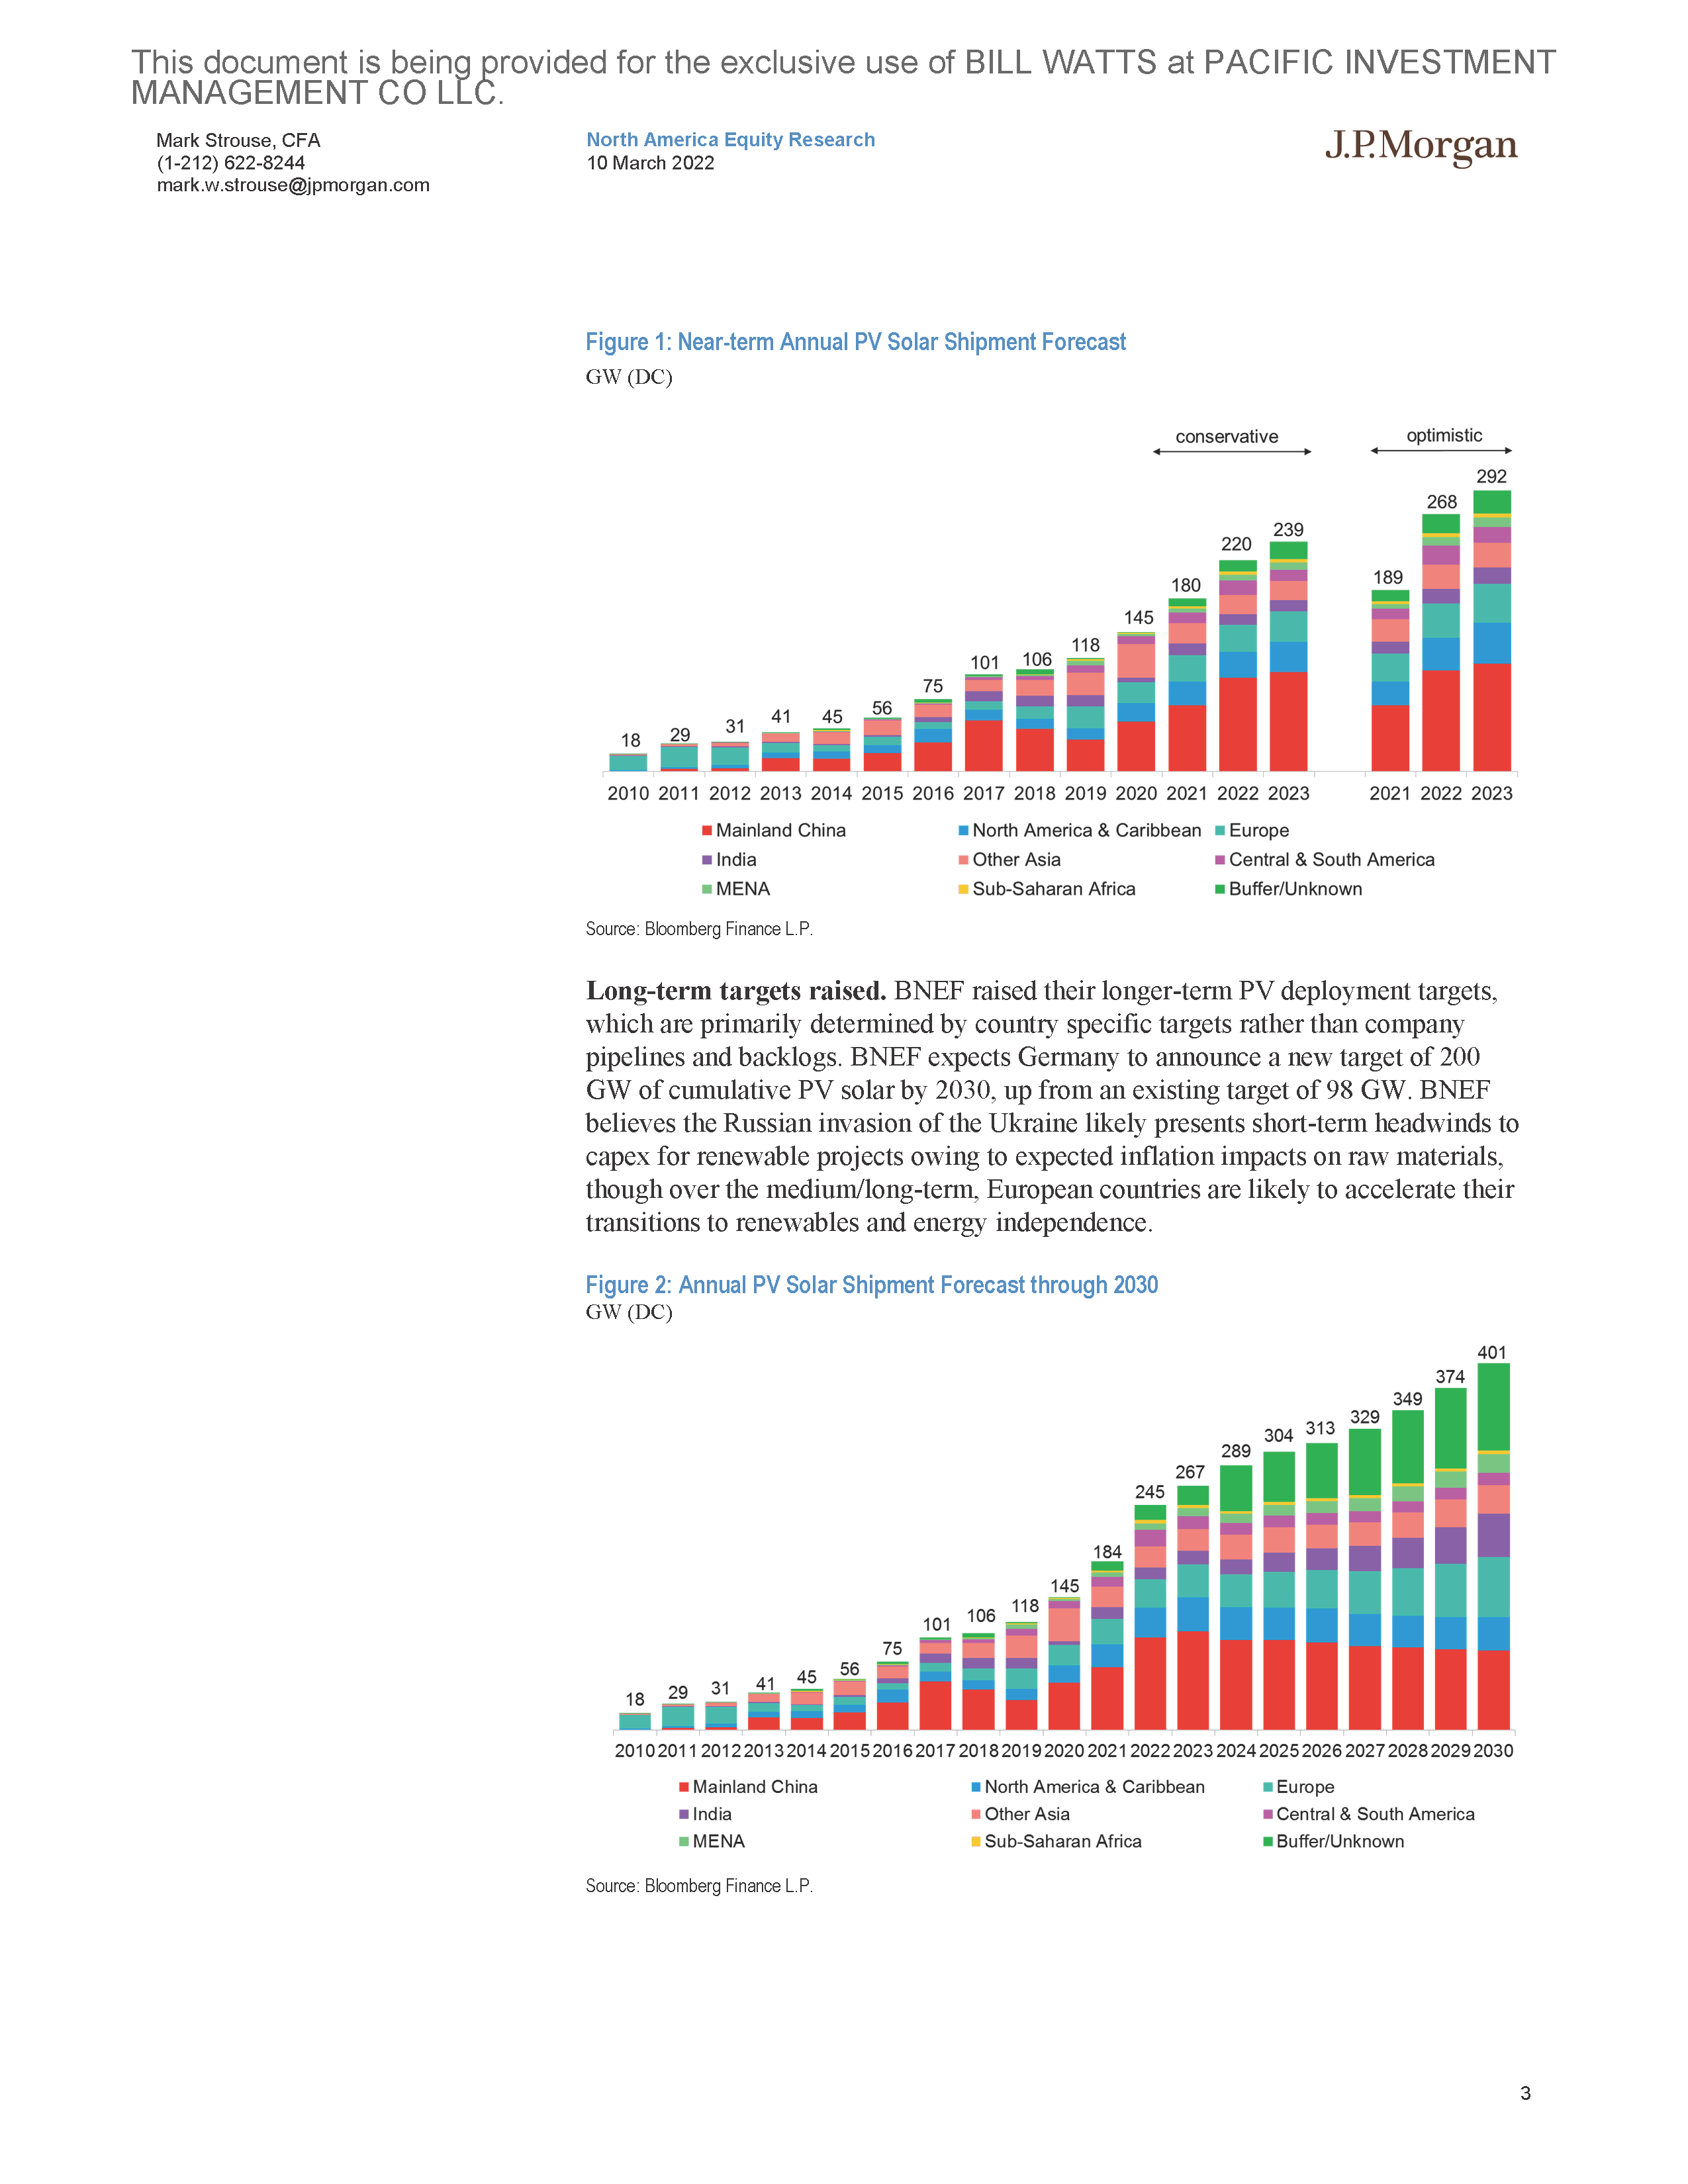 This document is being provided for the exclusive use of BILL WATTS at PACIFIC INVESTMENT
MANAGEMENT CO LLC.
Mark Strouse, CFA
(1-212) 622-8244
mark.w.strouse@jpmorgan.com
North America Equity Research
10 March 2022
J.P.Morgan
Figure 1: Near-term Annual PV Solar Shipment Forecast
GW (DC)
conservative optimistic
18 29 31 41 45 56 75 101 106 118 145 180 220 239 189 268 292
2010 2011 2012 2013 2014 2015 2016 2017 2018 2019 2020 2021 2022 2023 2021 2022 2023
Mainland China North America & Caribbean Europe
India Other Asia Central & South America
MENA Sub-Saharan Africa Buffer/Unknown
Source: Bloomberg Finance L.P.
Long-term targets raised. BNEF raised their longer-term PV deployment targets,
which are primarily determined by country specific targets rather than company
pipelines and backlogs. BNEF expects Germany to announce a new target of 200
GW of cumulative PV solar by 2030, up from an existing target of 98 GW. BNEF
believes the Russian invasion of the Ukraine likely presents short-term headwinds to
capex for renewable projects owing to expected inflation impacts on raw materials,
though over the medium/long-term, European countries are likely to accelerate their
transitions to renewables and energy independence.
Figure 2: Annual PV Solar Shipment Forecast through 2030
GW (DC)
18 29 31 41 45 56 75 101 106 118 145 184 245 267 289 304 313 329 349 374 401
2010 2011 2012 2013 2014 2015 2016 2017 2018 2019 2020 2021 2022 2023 2024 2025 2026 2027 2028 2029 2030
Mainland China North America & Caribbean Europe
India Other Asia Central & South America
MENA Sub-Saharan Africa Buffer/Unknown
Source: Bloomberg Finance L.P.
3